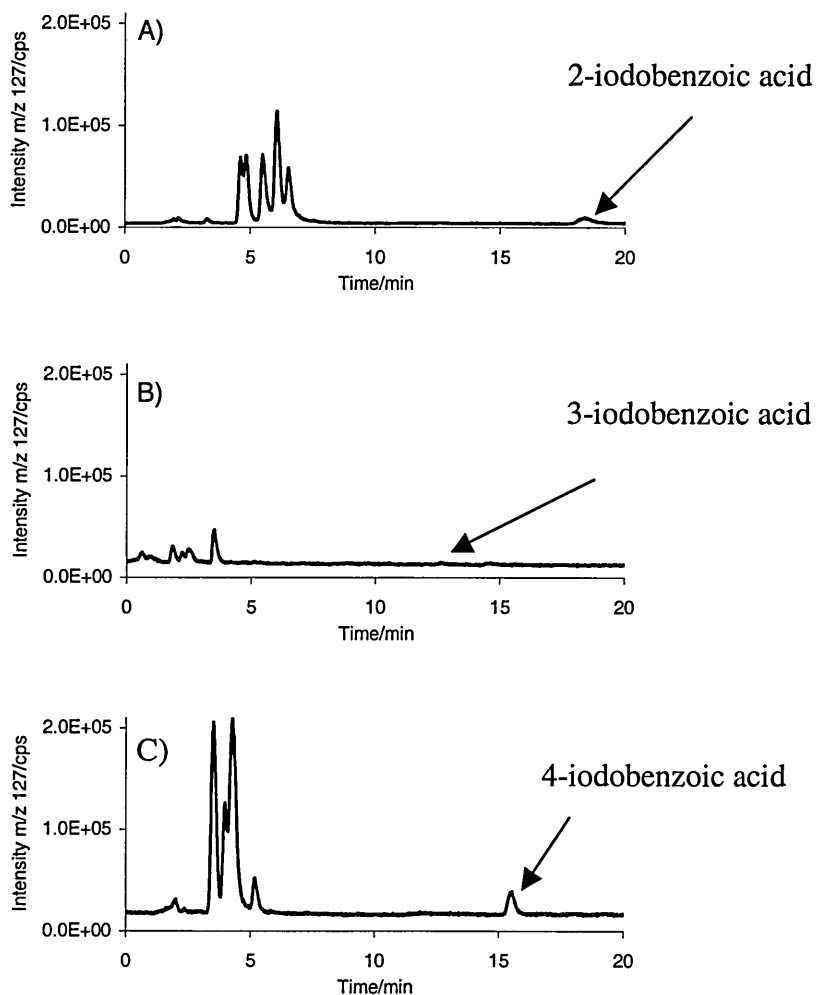 A)
2-iodobenzoic acid
Intensity m/z 127/cps
2.0E+05
1.0E+05
0.0E+00
0 5 10 15 20
Time/min
B)
3-iodobenzoic acid
Intensity m/z 127/cps
2.0E+05
1.0E+05
0.0E+00
0 5 10 15 20
Time/min
C)
4-iodobenzoic acid
Intensity m/z 127/cps
2.0E+05
1.0E+05
0.0E+00
0 5 10 15 20
Time/min